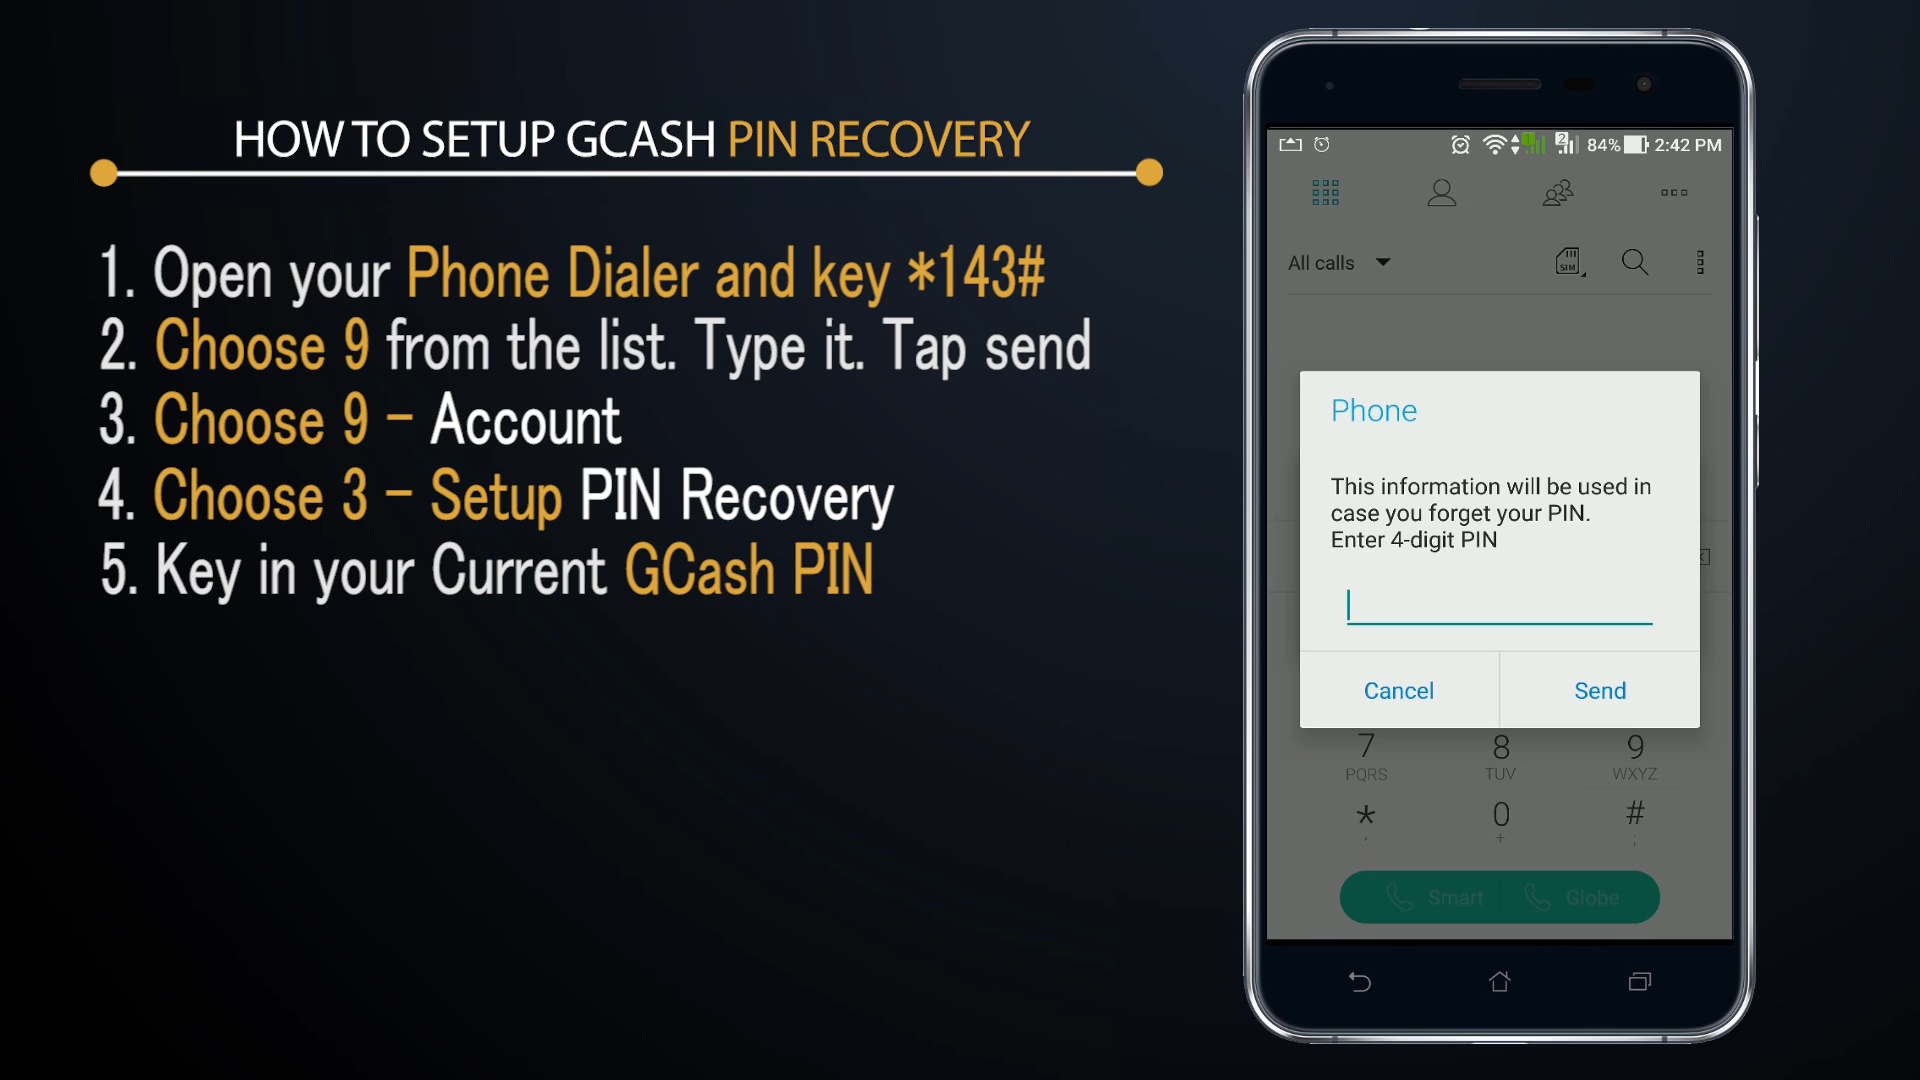 HOW TO SETUP GCASH PIN RECOVERY
1. Open your Phone Dialer and key *143#
2. Choose 9 from the list. Type it. Tap send
3. Choose 9 - Account
4. Choose 3 - Setup PIN Recovery
5. Key in your Current GCash PIN
84% 2:42 PM
All calls
SIM
Phone
This information will be used in
case you forget your PIN.
Enter 4-digit PIN
Cancel Send
7 8 9
PQRS TUV WXYZ
* 0 #
, + ;
Smart Globe